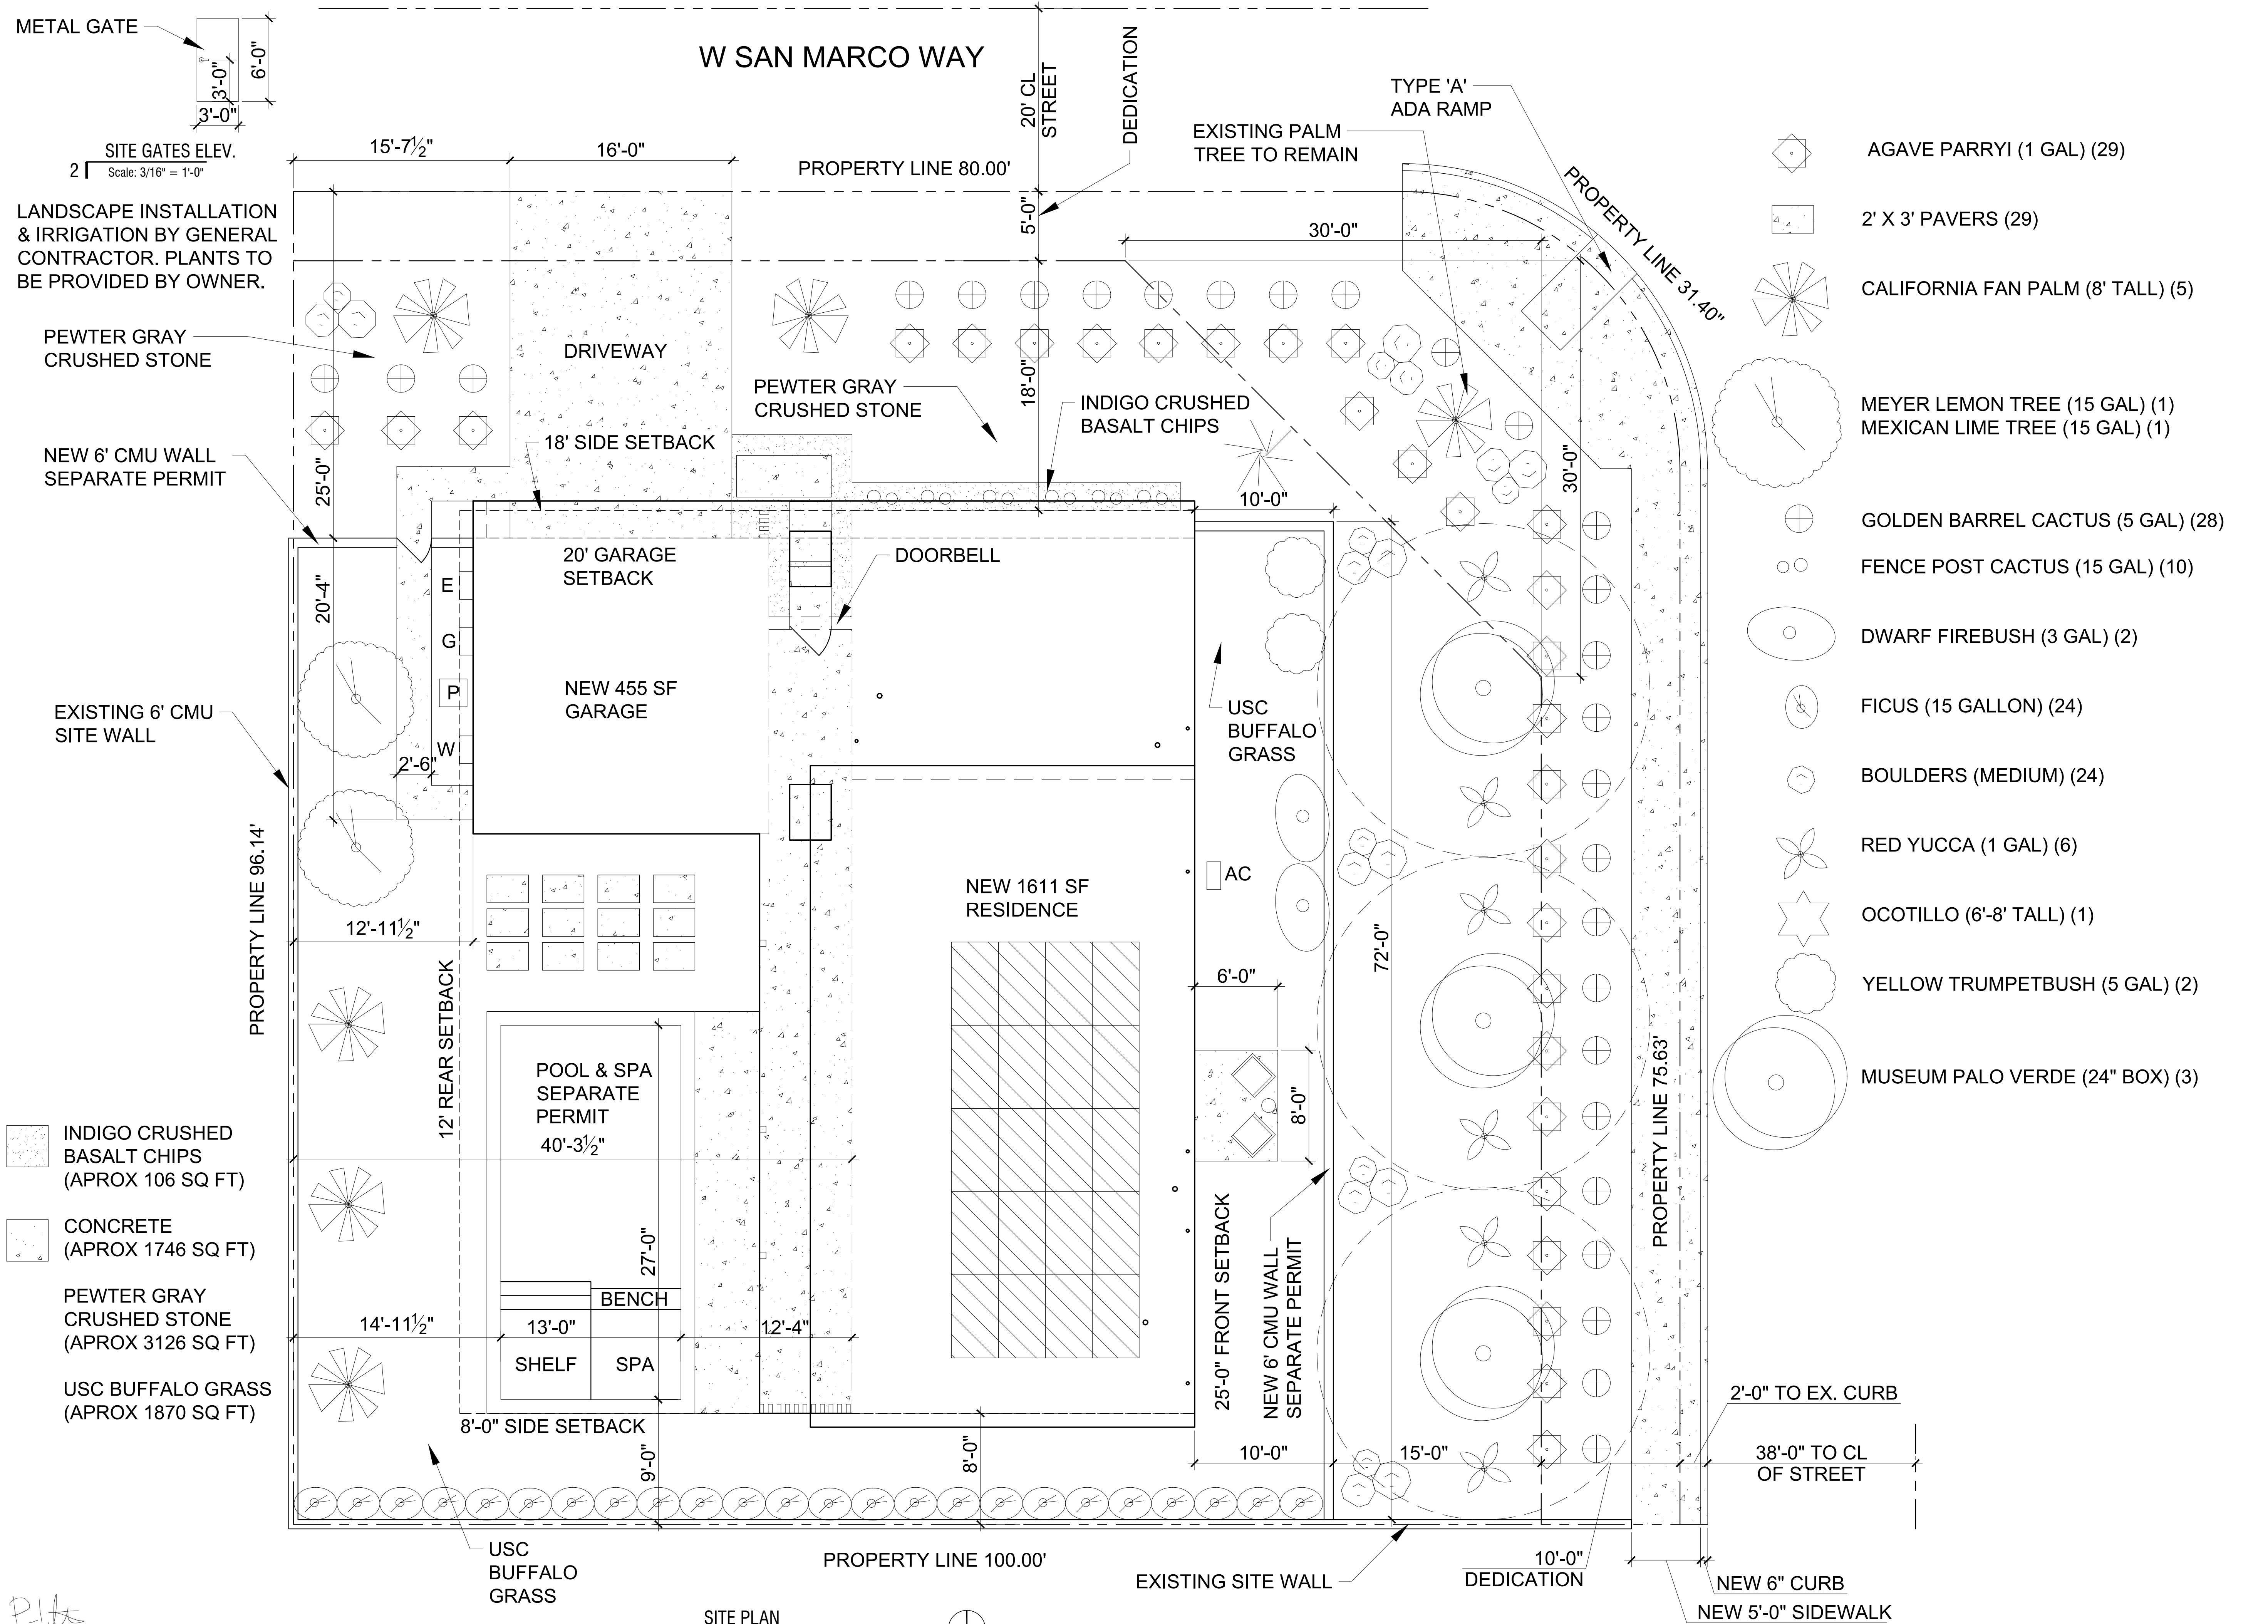 METAL GATE
6'-0"
3'-0"
3'-0"
SITE GATES ELEV.
2
Scale: 3/16" = 1'-0"
LANDSCAPE INSTALLATION
& IRRIGATION BY GENERAL
CONTRACTOR. PLANTS TO
BE PROVIDED BY OWNER.
PEWTER GRAY
CRUSHED STONE
NEW 6' CMU WALL
SEPARATE PERMIT
EXISTING 6' CMU
SITE WALL
PROPERTY LINE 96.14'
INDIGO CRUSHED
BASALT CHIPS
(APROX 106 SQ FT)
CONCRETE
(APROX 1746 SQ FT)
PEWTER GRAY
CRUSHED STONE
(APROX 3126 SQ FT)
USC BUFFALO GRASS
(APROX 1870 SQ FT)
W SAN MARCO WAY
20' CL
STREET
DEDICATION
TYPE 'A'
ADA RAMP
EXISTING PALM
TREE TO REMAIN
15'-7½"
16'-0"
PROPERTY LINE 80.00'
5'-0"
30'-0"
PROPERTY LINE 31.40"
DRIVEWAY
PEWTER GRAY
CRUSHED STONE
18'-0"
INDIGO CRUSHED
BASALT CHIPS
18' SIDE SETBACK
25'-0"
30'-0"
10'-0"
20' GARAGE
SETBACK
DOORBELL
20'-4"
E
G
P
W
NEW 455 SF
GARAGE
2'-6"
USC
BUFFALO
GRASS
12'-11½"
NEW 1611 SF
RESIDENCE
AC
72'-0"
12' REAR SETBACK
6'-0"
8'-0"
POOL & SPA
SEPARATE
PERMIT
40'-3½"
27'-0"
BENCH
14'-11½"
13'-0"
12'-4"
SHELF
SPA
25'-0" FRONT SETBACK
NEW 6' CMU WALL
SEPARATE PERMIT
PROPERTY LINE 75.63'
8'-0" SIDE SETBACK
9'-0"
8'-0"
10'-0"
15'-0"
2'-0" TO EX. CURB
38'-0" TO CL
OF STREET
USC
BUFFALO
GRASS
PROPERTY LINE 100.00'
EXISTING SITE WALL
10'-0"
DEDICATION
NEW 6" CURB
NEW 5'-0" SIDEWALK
SITE PLAN
AGAVE PARRYI (1 GAL) (29)
2' X 3' PAVERS (29)
CALIFORNIA FAN PALM (8' TALL) (5)
MEYER LEMON TREE (15 GAL) (1)
MEXICAN LIME TREE (15 GAL) (1)
GOLDEN BARREL CACTUS (5 GAL) (28)
FENCE POST CACTUS (15 GAL) (10)
DWARF FIREBUSH (3 GAL) (2)
FICUS (15 GALLON) (24)
BOULDERS (MEDIUM) (24)
RED YUCCA (1 GAL) (6)
OCOTILLO (6'-8' TALL) (1)
YELLOW TRUMPETBUSH (5 GAL) (2)
MUSEUM PALO VERDE (24" BOX) (3)